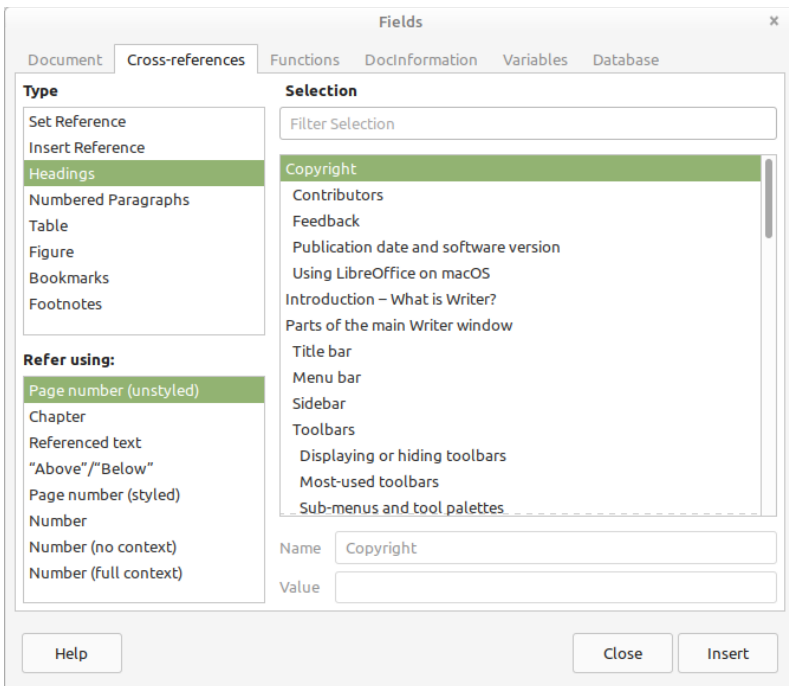 Fields ×
Document Cross-references Functions DocInformation Variables Database
Type
Set Reference
Insert Reference
Headings
Numbered Paragraphs
Table
Figure
Bookmarks
Footnotes
Refer using:
Page number (unstyled)
Chapter
Referenced text
“Above”/“Below”
Page number (styled)
Number
Number (no context)
Number (full context)
Selection
Filter Selection
Copyright
Contributors
Feedback
Publication date and software version
Using LibreOffice on macOS
Introduction – What is Writer?
Parts of the main Writer window
Title bar
Menu bar
Sidebar
Toolbars
Displaying or hiding toolbars
Most-used toolbars
Sub-menus and tool palettes
Name Copyright
Value
Help Close Insert